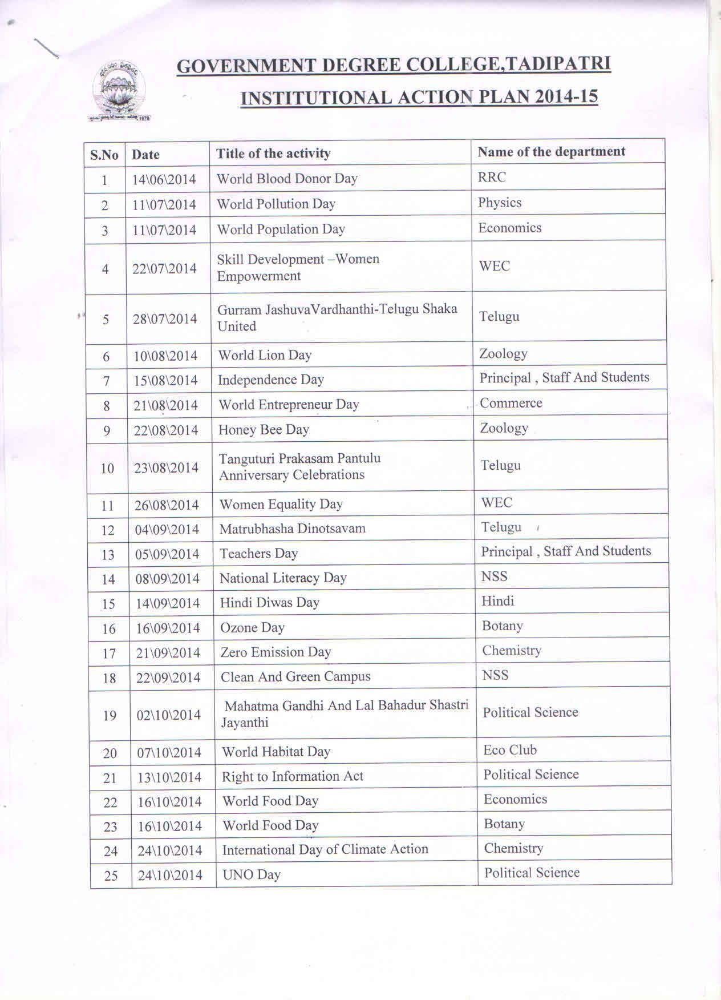 GOVERNMENT DEGREE COLLEGE,TADIPATRI
INSTITUTIONAL ACTION PLAN 2014-15
1978
S.No Date Title of the activity Name of the department
1 14\06\2014 World Blood Donor Day RRC
2 11\07\2014 World Pollution Day Physics
3 11\07\2014 World Population Day Economics
4 22\07\2014 Skill Development –Women
Empowerment WEC
5 28\07\2014 Gurram JashuvaVardhanthi-Telugu Shaka
United Telugu
6 10\08\2014 World Lion Day Zoology
7 15\08\2014 Independence Day Principal , Staff And Students
8 21\08\2014 World Entrepreneur Day Commerce
9 22\08\2014 Honey Bee Day Zoology
10 23\08\2014 Tanguturi Prakasam Pantulu
Anniversary Celebrations Telugu
11 26\08\2014 Women Equality Day WEC
12 04\09\2014 Matrubhasha Dinotsavam Telugu
13 05\09\2014 Teachers Day Principal , Staff And Students
14 08\09\2014 National Literacy Day NSS
15 14\09\2014 Hindi Diwas Day Hindi
16 16\09\2014 Ozone Day Botany
17 21\09\2014 Zero Emission Day Chemistry
18 22\09\2014 Clean And Green Campus NSS
19 02\10\2014 Mahatma Gandhi And Lal Bahadur Shastri
Jayanthi Political Science
20 07\10\2014 World Habitat Day Eco Club
21 13\10\2014 Right to Information Act Political Science
22 16\10\2014 World Food Day Economics
23 16\10\2014 World Food Day Botany
24 24\10\2014 International Day of Climate Action Chemistry
25 24\10\2014 UNO Day Political Science